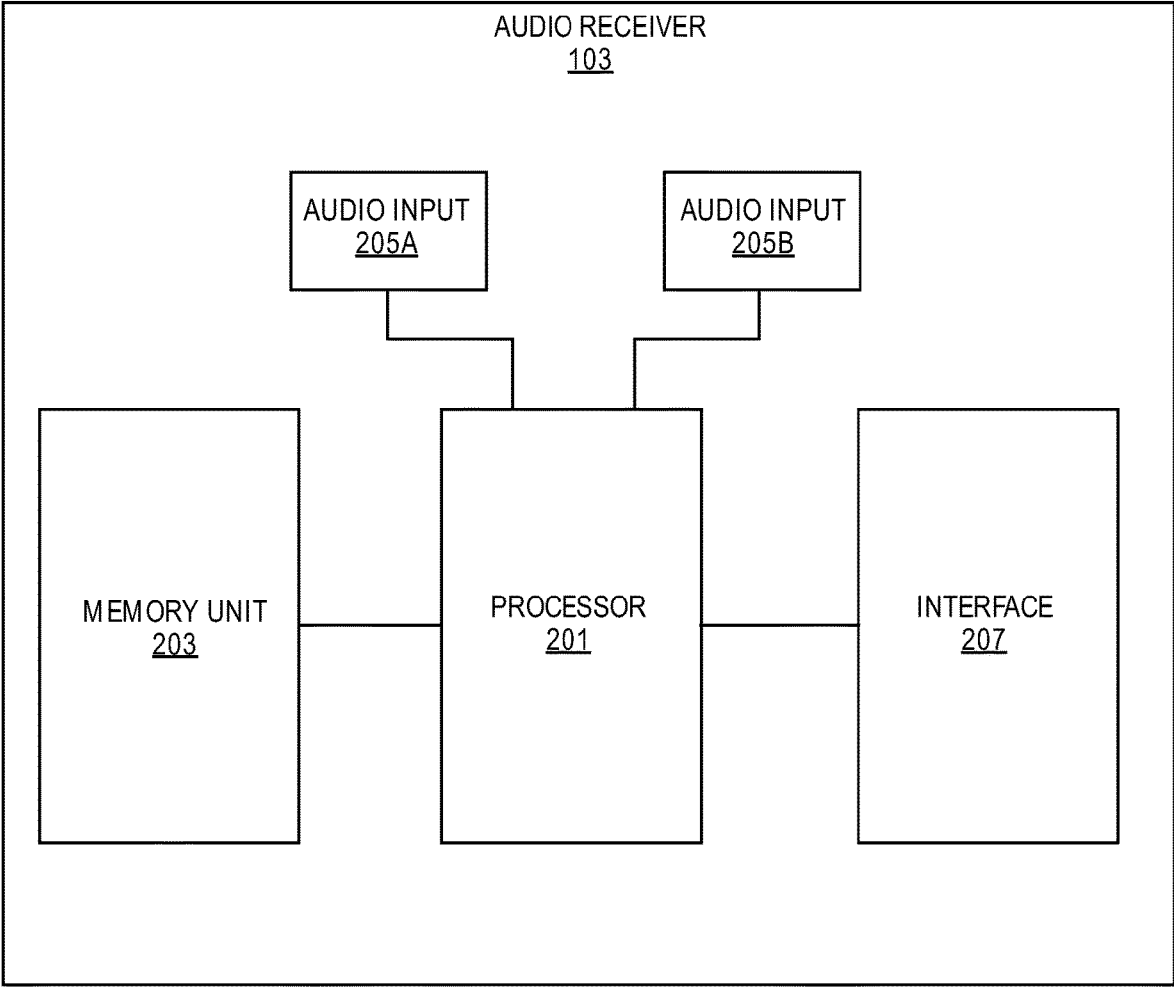 AUDIO RECEIVER
103
AUDIO INPUT
205A
AUDIO INPUT
205B
MEMORY UNIT
203
PROCESSOR
201
INTERFACE
207